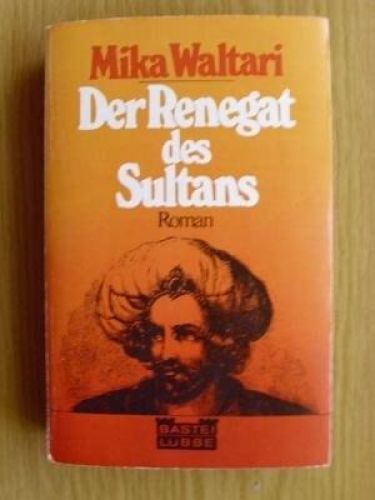 Mika Waltari
Der Renegat
des
Sultans
Roman
BASTEI
LÜBBE